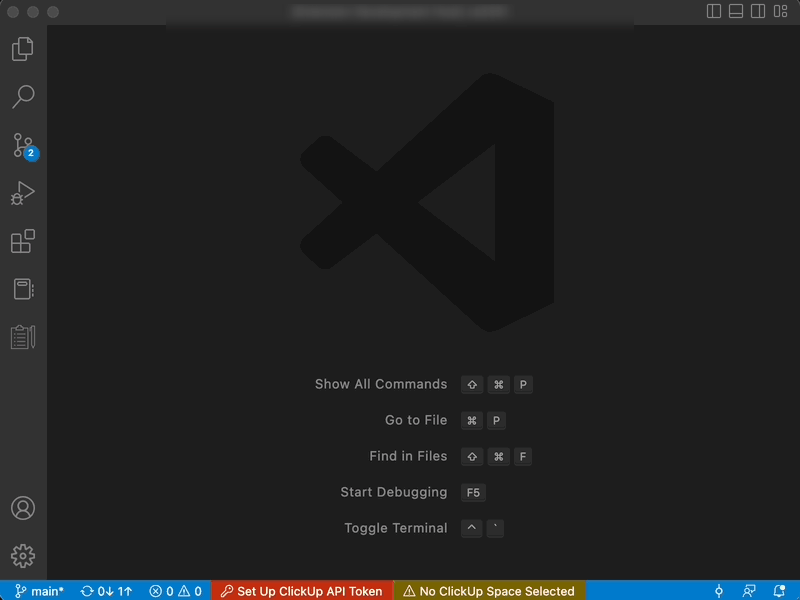 2
Show All Commands ⇧ ⌘ P
Go to File ⌘ P
Find in Files ⇧ ⌘ F
Start Debugging F5
Toggle Terminal ^ `
main* 0↓ 1↑ 0 0 Set Up ClickUp API Token No ClickUp Space Selected